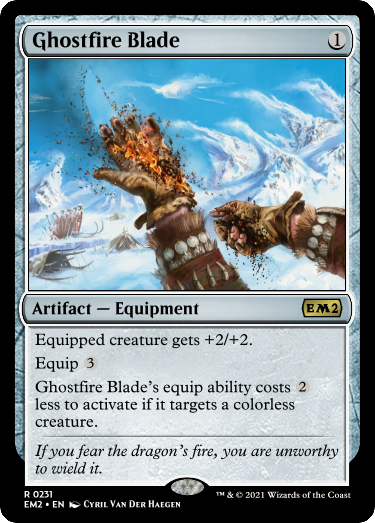 Ghostfire Blade 1
Artifact — Equipment EM2
Equipped creature gets +2/+2.
Equip 3
Ghostfire Blade's equip ability costs 2
less to activate if it targets a colorless
creature.
If you fear the dragon's fire, you are unworthy
to wield it.
R 0231
EM2 • EN Cyril Van Der Haegen
™ & © 2021 Wizards of the Coast